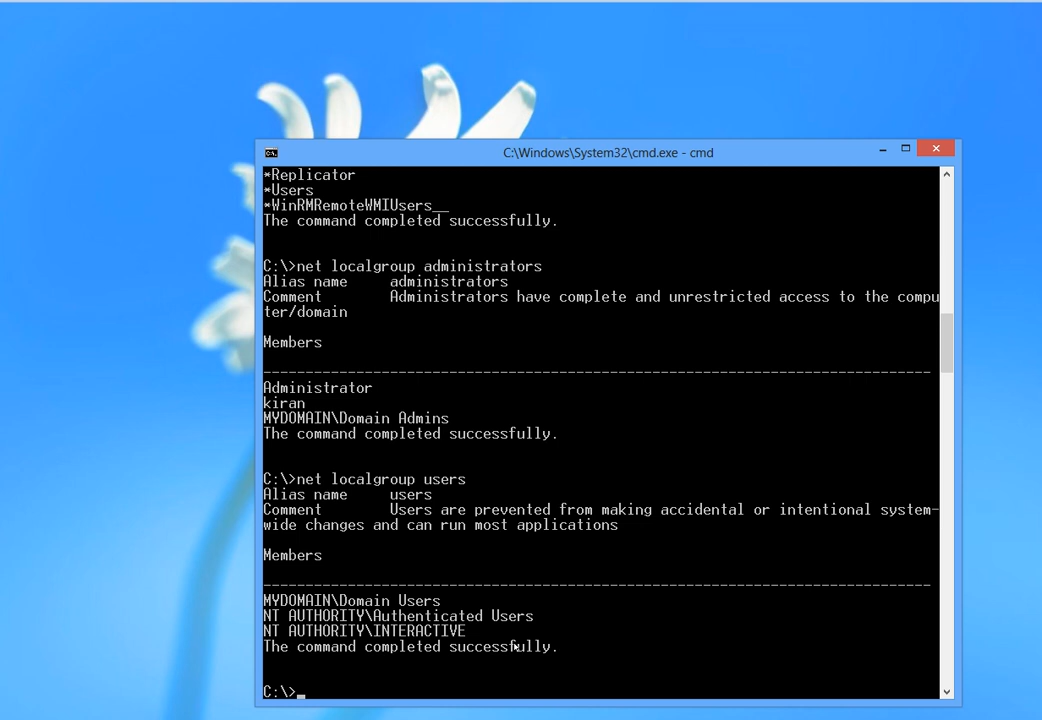 C:\Windows\System32\cmd.exe - cmd
*Replicator
*Users
*WinRMRemoteWMIUsers__
The command completed successfully.
C:\>net localgroup administrators
Alias name     administrators
Comment        Administrators have complete and unrestricted access to the compu
ter/domain
Members
-------------------------------------------------------------------------------
Administrator
kiran
MYDOMAIN\Domain Admins
The command completed successfully.
C:\>net localgroup users
Alias name     users
Comment        Users are prevented from making accidental or intentional system-
wide changes and can run most applications
Members
-------------------------------------------------------------------------------
MYDOMAIN\Domain Users
NT AUTHORITY\Authenticated Users
NT AUTHORITY\INTERACTIVE
The command completed successfully.
C:\>